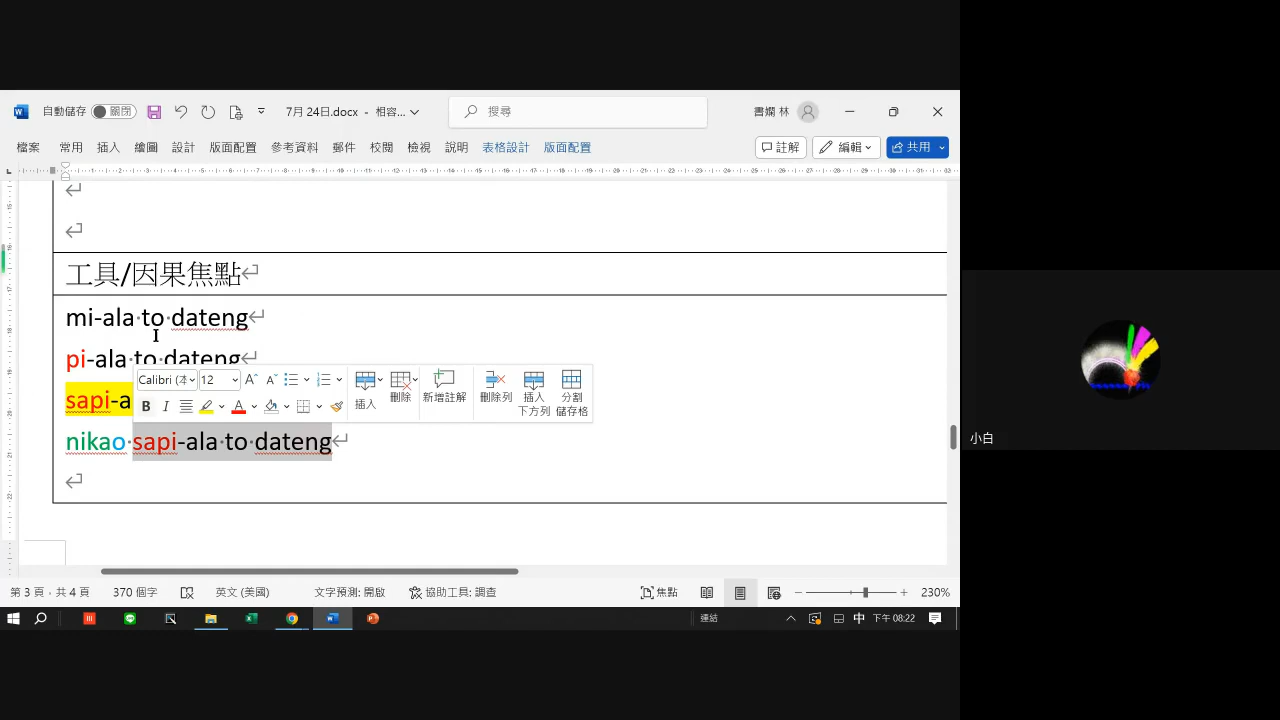 自動儲存 關閉 7月 24日.docx - 相容... 搜尋 書嫻 林
檔案 常用 插入 繪圖 設計 版面配置 參考資料 郵件 校閱 檢視 說明 表格設計 版面配置 註解 編輯 共用
工具/因果焦點
mi-ala to dateng
pi-ala to dateng
Calibri (本 12
插入 刪除 新增註解 刪除列 插入下方列 分割儲存格
sapi-a
nikao sapi-ala to dateng
小白
第 3 頁，共 4 頁 370 個字 英文 (美國) 文字預測: 開啟 協助工具: 調查 焦點 230%
連結 中 下午 08:22